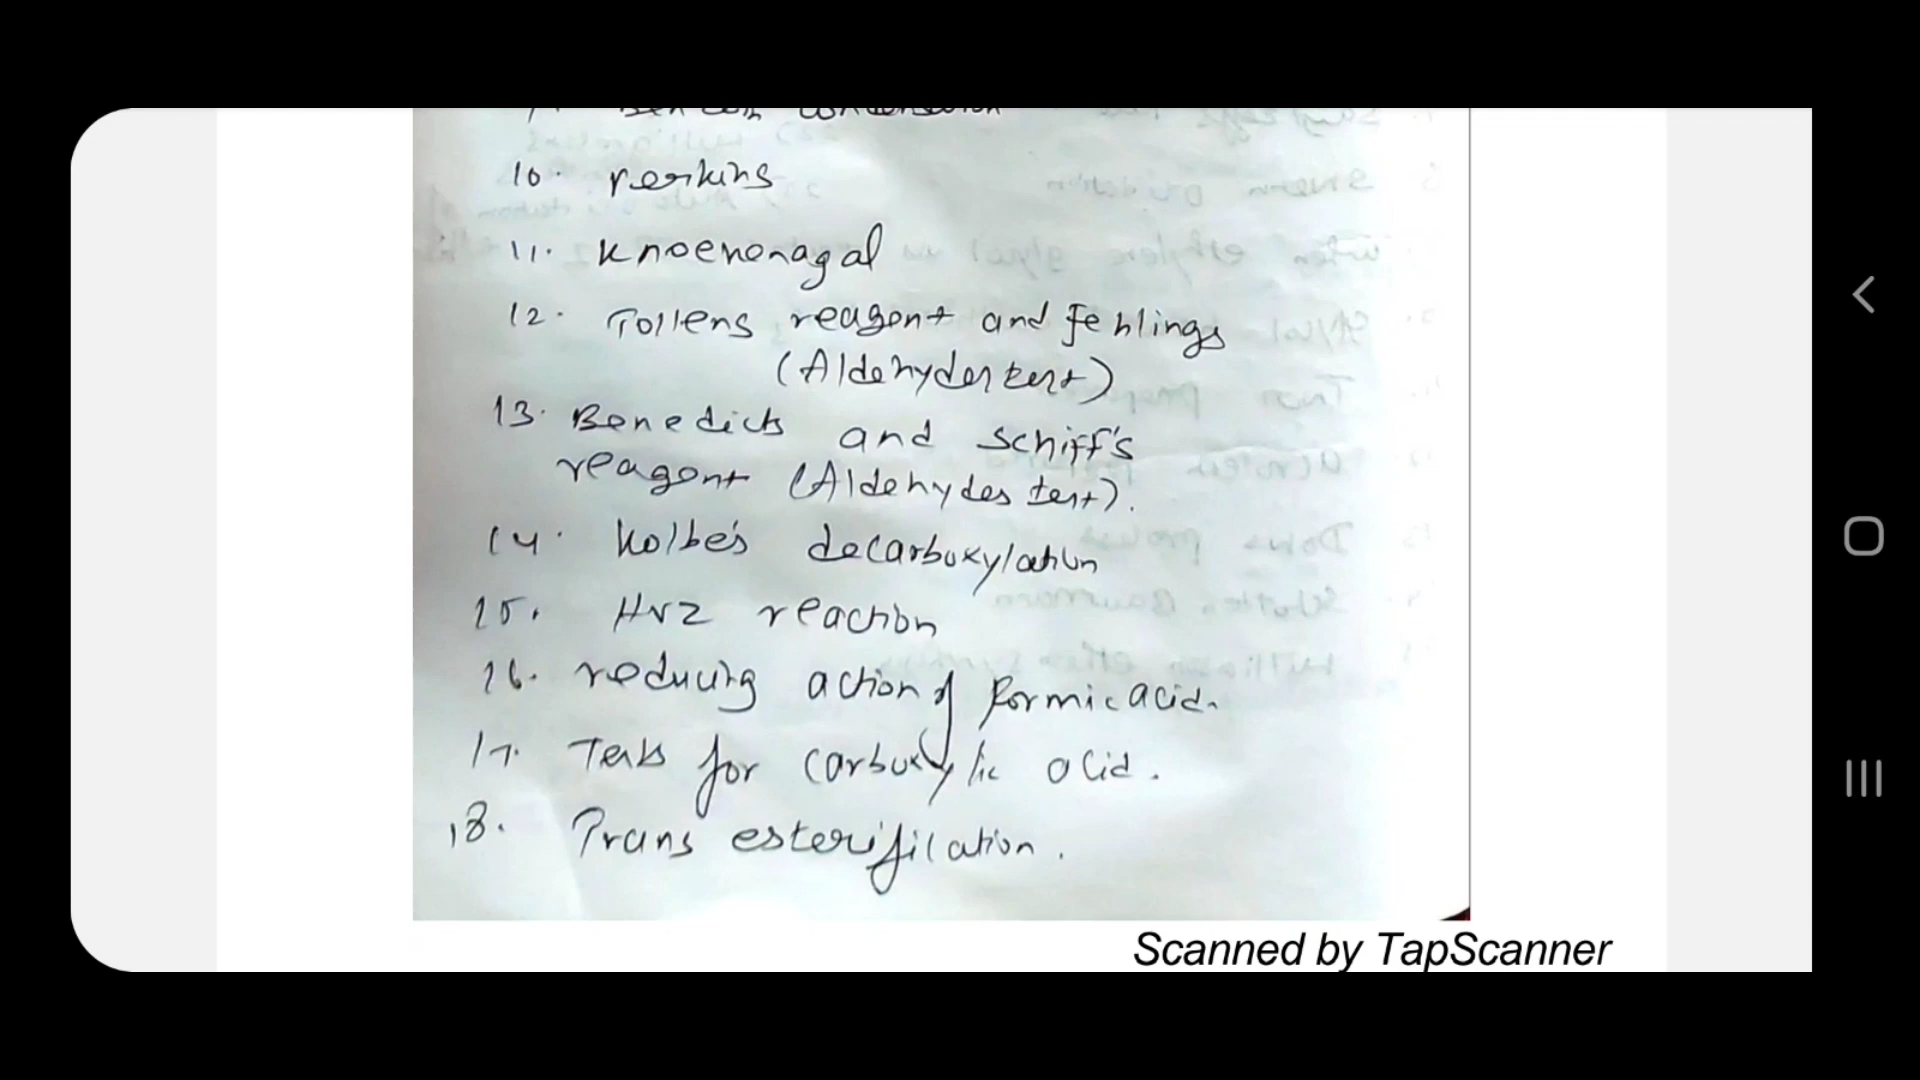 10. Perkins
11. Knoenonagal
12. Tollens reagent and Fehlings
(Aldehydes test)
13. Benedicts and Schiff's
reagent (Aldehydes test).
14. Kolbe's decarboxylation
15. HVZ reaction
16. reducing action of formic acid.
17. Tests for carboxylic acid.
18. Trans esterification.
Scanned by TapScanner